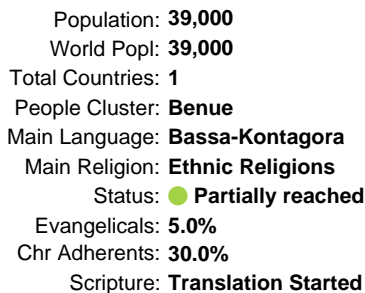 Population: 39,000
World Popl: 39,000
Total Countries: 1
People Cluster: Benue
Main Language: Bassa-Kontagora
Main Religion: Ethnic Religions
Status: Partially reached
Evangelicals: 5.0%
Chr Adherents: 30.0%
Scripture: Translation Started